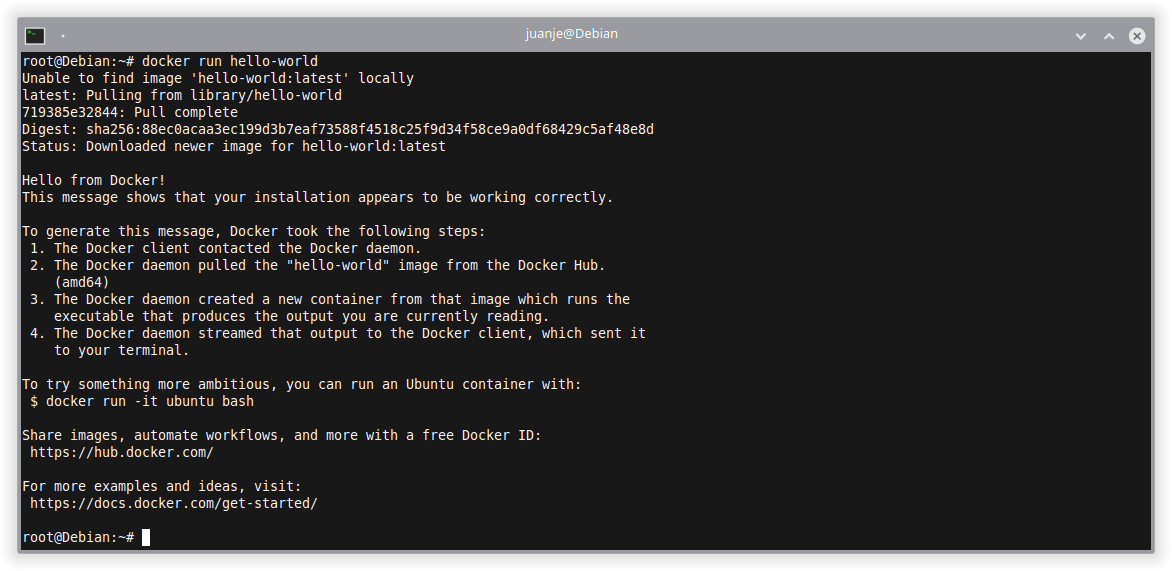 juanje@Debian
root@Debian:~# docker run hello-world
Unable to find image 'hello-world:latest' locally
latest: Pulling from library/hello-world
719385e32844: Pull complete
Digest: sha256:88ec0acaa3ec199d3b7eaf73588f4518c25f9d34f58ce9a0df68429c5af48e8d
Status: Downloaded newer image for hello-world:latest

Hello from Docker!
This message shows that your installation appears to be working correctly.

To generate this message, Docker took the following steps:
 1. The Docker client contacted the Docker daemon.
 2. The Docker daemon pulled the "hello-world" image from the Docker Hub.
    (amd64)
 3. The Docker daemon created a new container from that image which runs the
    executable that produces the output you are currently reading.
 4. The Docker daemon streamed that output to the Docker client, which sent it
    to your terminal.

To try something more ambitious, you can run an Ubuntu container with:
 $ docker run -it ubuntu bash

Share images, automate workflows, and more with a free Docker ID:
 https://hub.docker.com/

For more examples and ideas, visit:
 https://docs.docker.com/get-started/

root@Debian:~#